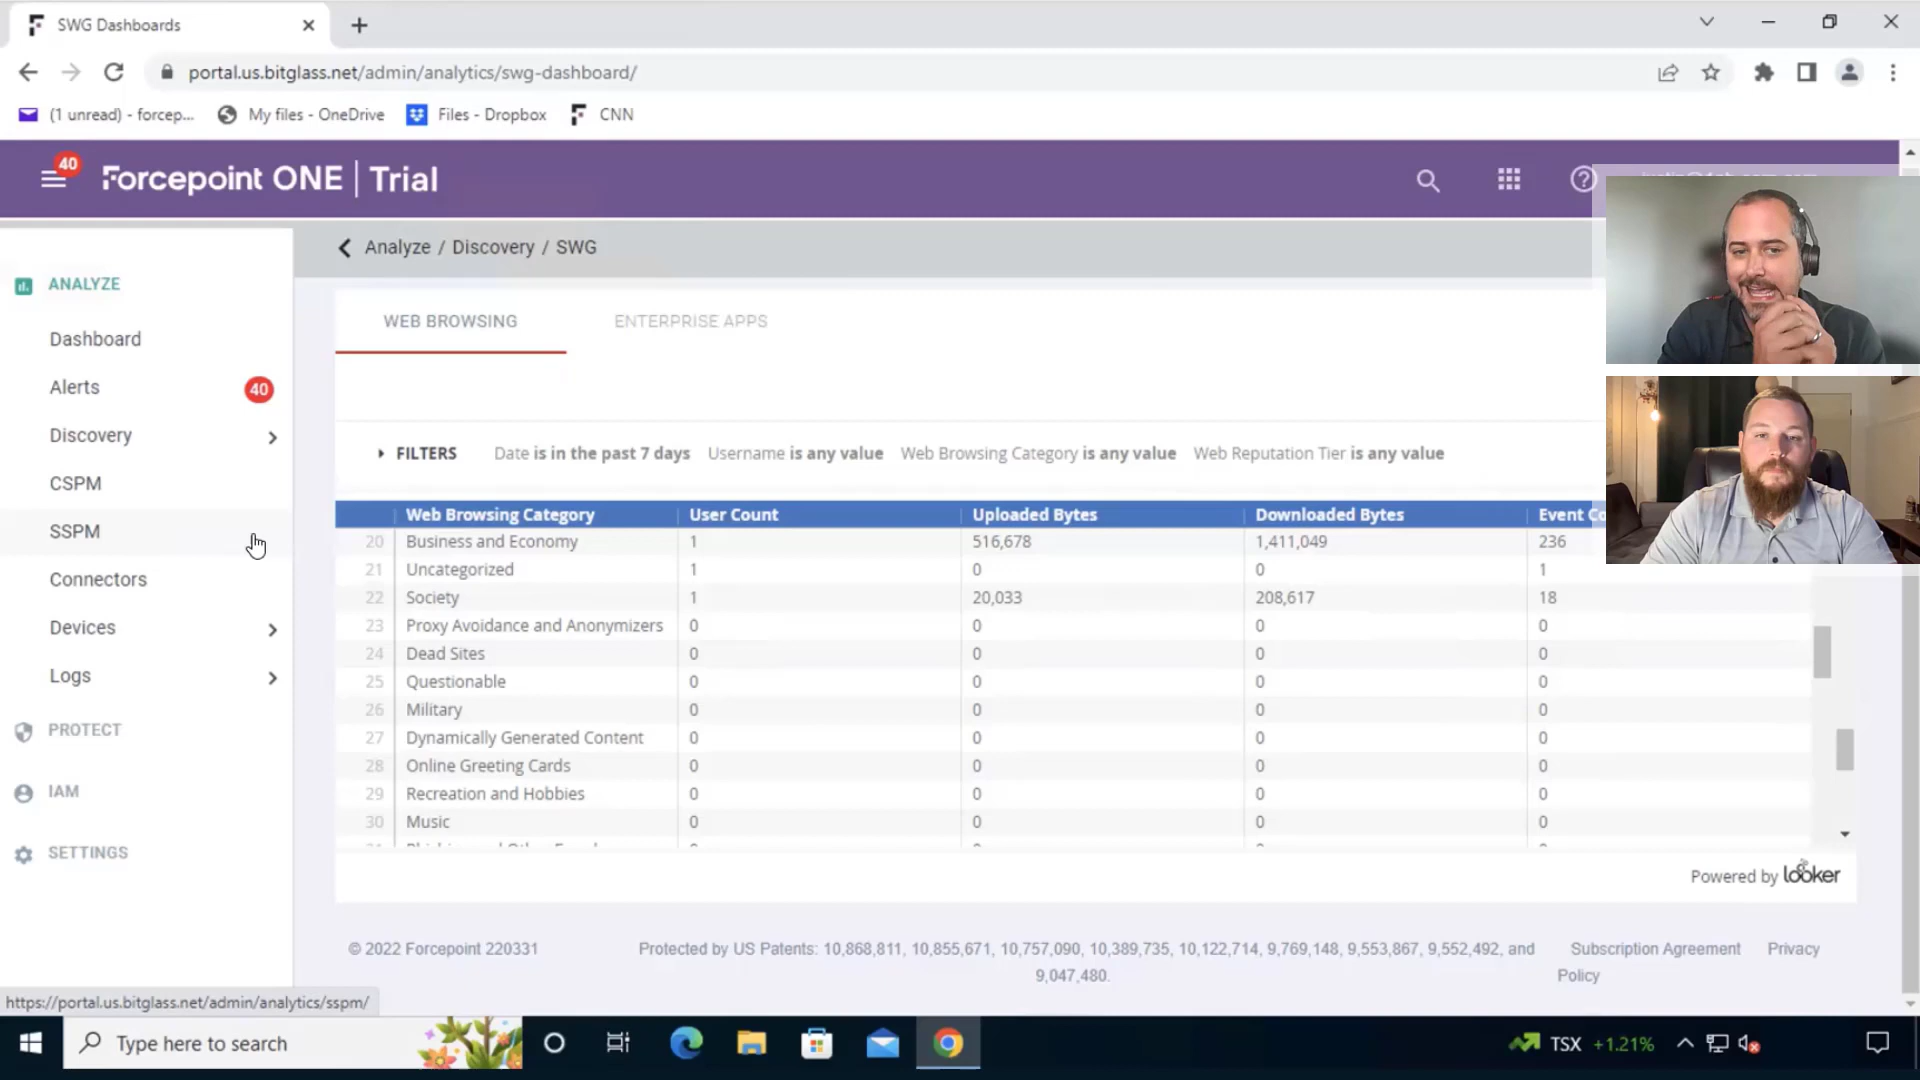 SWG Dashboards
portal.us.bitglass.net/admin/analytics/swg-dashboard/
(1 unread) - forcep... My files - OneDrive Files - Dropbox CNN
40 Forcepoint ONE | Trial
Analyze / Discovery / SWG
ANALYZE
Dashboard
Alerts 40
Discovery
CSPM
SSPM
Connectors
Devices
Logs
PROTECT
IAM
SETTINGS
WEB BROWSING ENTERPRISE APPS
FILTERS Date is in the past 7 days Username is any value Web Browsing Category is any value Web Reputation Tier is any value
Web Browsing Category User Count Uploaded Bytes Downloaded Bytes Event Co
20 Business and Economy 1 516,678 1,411,049 236
21 Uncategorized 1 0 0 1
22 Society 1 20,033 208,617 18
23 Proxy Avoidance and Anonymizers 0 0 0 0
24 Dead Sites 0 0 0 0
25 Questionable 0 0 0 0
26 Military 0 0 0 0
27 Dynamically Generated Content 0 0 0 0
28 Online Greeting Cards 0 0 0 0
29 Recreation and Hobbies 0 0 0 0
30 Music 0 0 0 0
Powered by looker
© 2022 Forcepoint 220331 Protected by US Patents: 10,868,811, 10,855,671, 10,757,090, 10,389,735, 10,122,714, 9,769,148, 9,553,867, 9,552,492, and Subscription Agreement Privacy
9,047,480. Policy
https://portal.us.bitglass.net/admin/analytics/sspm/
Type here to search TSX +1.21%